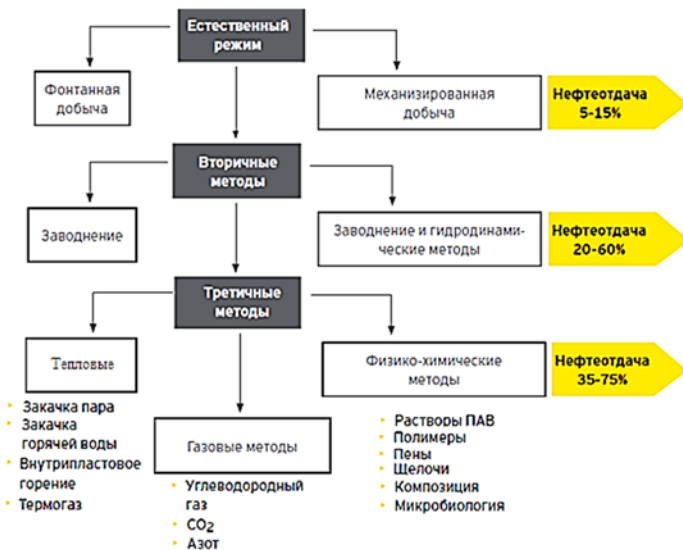 Естественный
режим
Фонтанная
добыча
Механизированная
добыча
Нефтеотдача
5-15%
Вторичные
методы
Заводнение
Заводнение и гидродинами-
ческие методы
Нефтеотдача
20-60%
Третичные
методы
Тепловые
Физико-химические
методы
Нефтеотдача
35-75%
Закачка пара
Закачка
горячей воды
Внутрипластовое
горение
Термогаз
Газовые методы
Углеводородный
газ
CO₂
Азот
Растворы ПАВ
Полимеры
Пены
Щелочи
Композиция
Микробиология